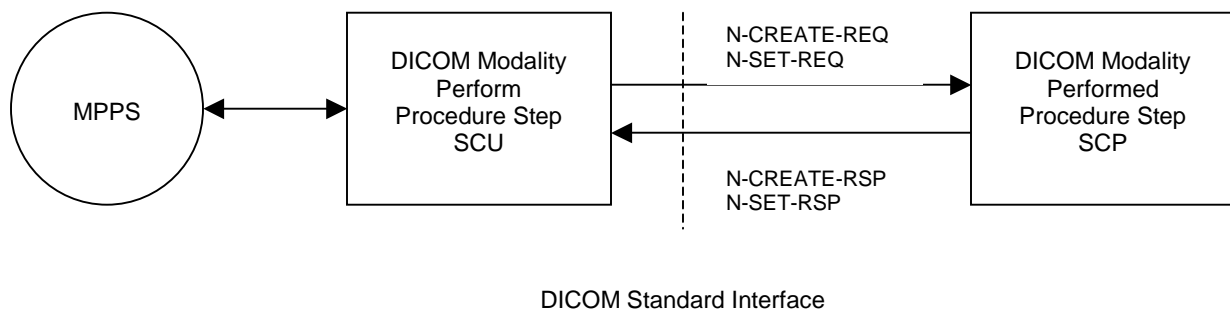 MPPS
DICOM Modality
Perform
Procedure Step
SCU
N-CREATE-REQ
N-SET-REQ
N-CREATE-RSP
N-SET-RSP
DICOM Modality
Performed
Procedure Step
SCP
DICOM Standard Interface